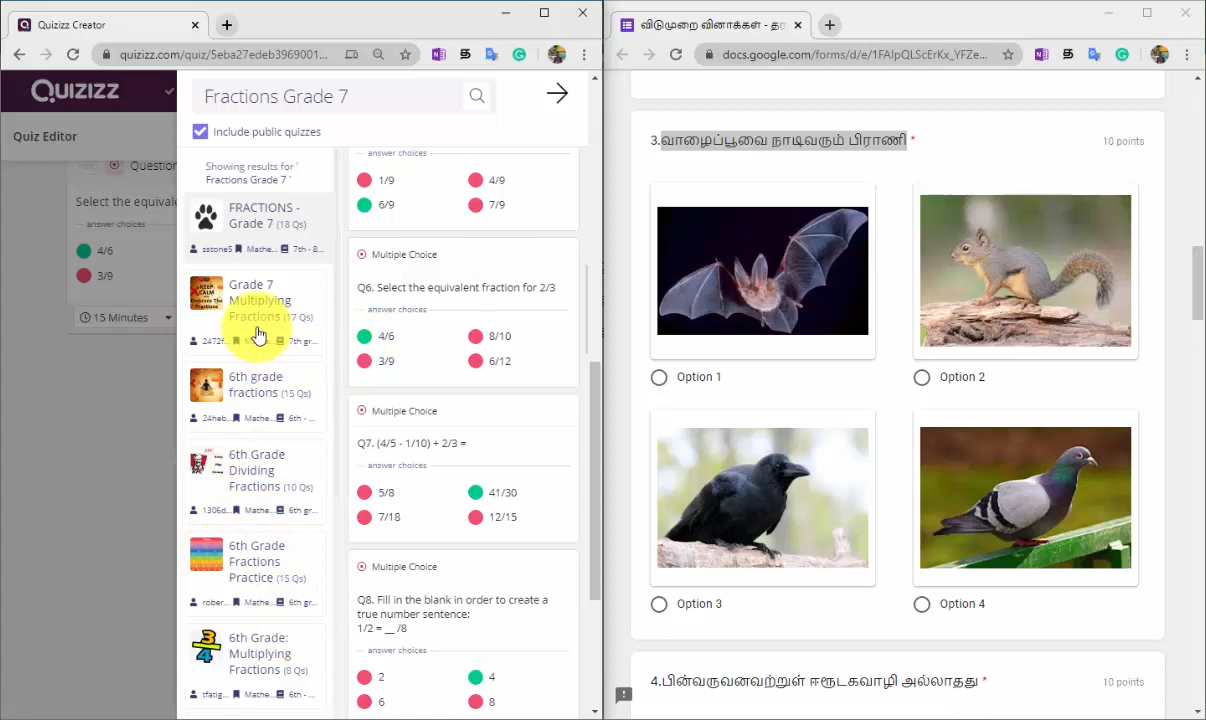 Quizizz Creator
quizizz.com/quiz/5eba27edeb3969001...
QUIZIZZ
Quiz Editor
Question
Select the equivale
answer choices
4/6
3/9
15 Minutes
Fractions Grade 7
Include public quizzes
Showing results for '
Fractions Grade 7 '
FRACTIONS -
Grade 7 (18 Qs)
sstone5 Mathe... 7th - 8...
Grade 7
Multiplying
Fractions (17 Qs)
7th gr...
6th grade
fractions (15 Qs)
24heb... Mathe... 6th - ...
6th Grade
Dividing
Fractions (10 Qs)
1306d... Mathe... 6th gr...
6th Grade
Fractions
Practice (15 Qs)
rober... Mathe... 6th gr...
6th Grade:
Multiplying
Fractions (8 Qs)
tfatig... Mathe... 6th - ...
answer choices
1/9 4/9
6/9 7/9
Multiple Choice
Q6. Select the equivalent fraction for 2/3
answer choices
4/6 8/10
3/9 6/12
Multiple Choice
Q7. (4/5 - 1/10) + 2/3 =
answer choices
5/8 41/30
7/18 12/15
Multiple Choice
Q8. Fill in the blank in order to create a
true number sentence:
1/2 = __ /8
answer choices
2 4
6 8
விடுமுறை வினாக்கள் - தா
docs.google.com/forms/d/e/1FAIpQLScErKx_YFZe...
3.வாழைப்பூவை நாடிவரும் பிராணி *
10 points
Option 1
Option 2
Option 3
Option 4
4.பின்வருவனவற்றுள் ஈரூடகவாழி அல்லாதது *
10 points